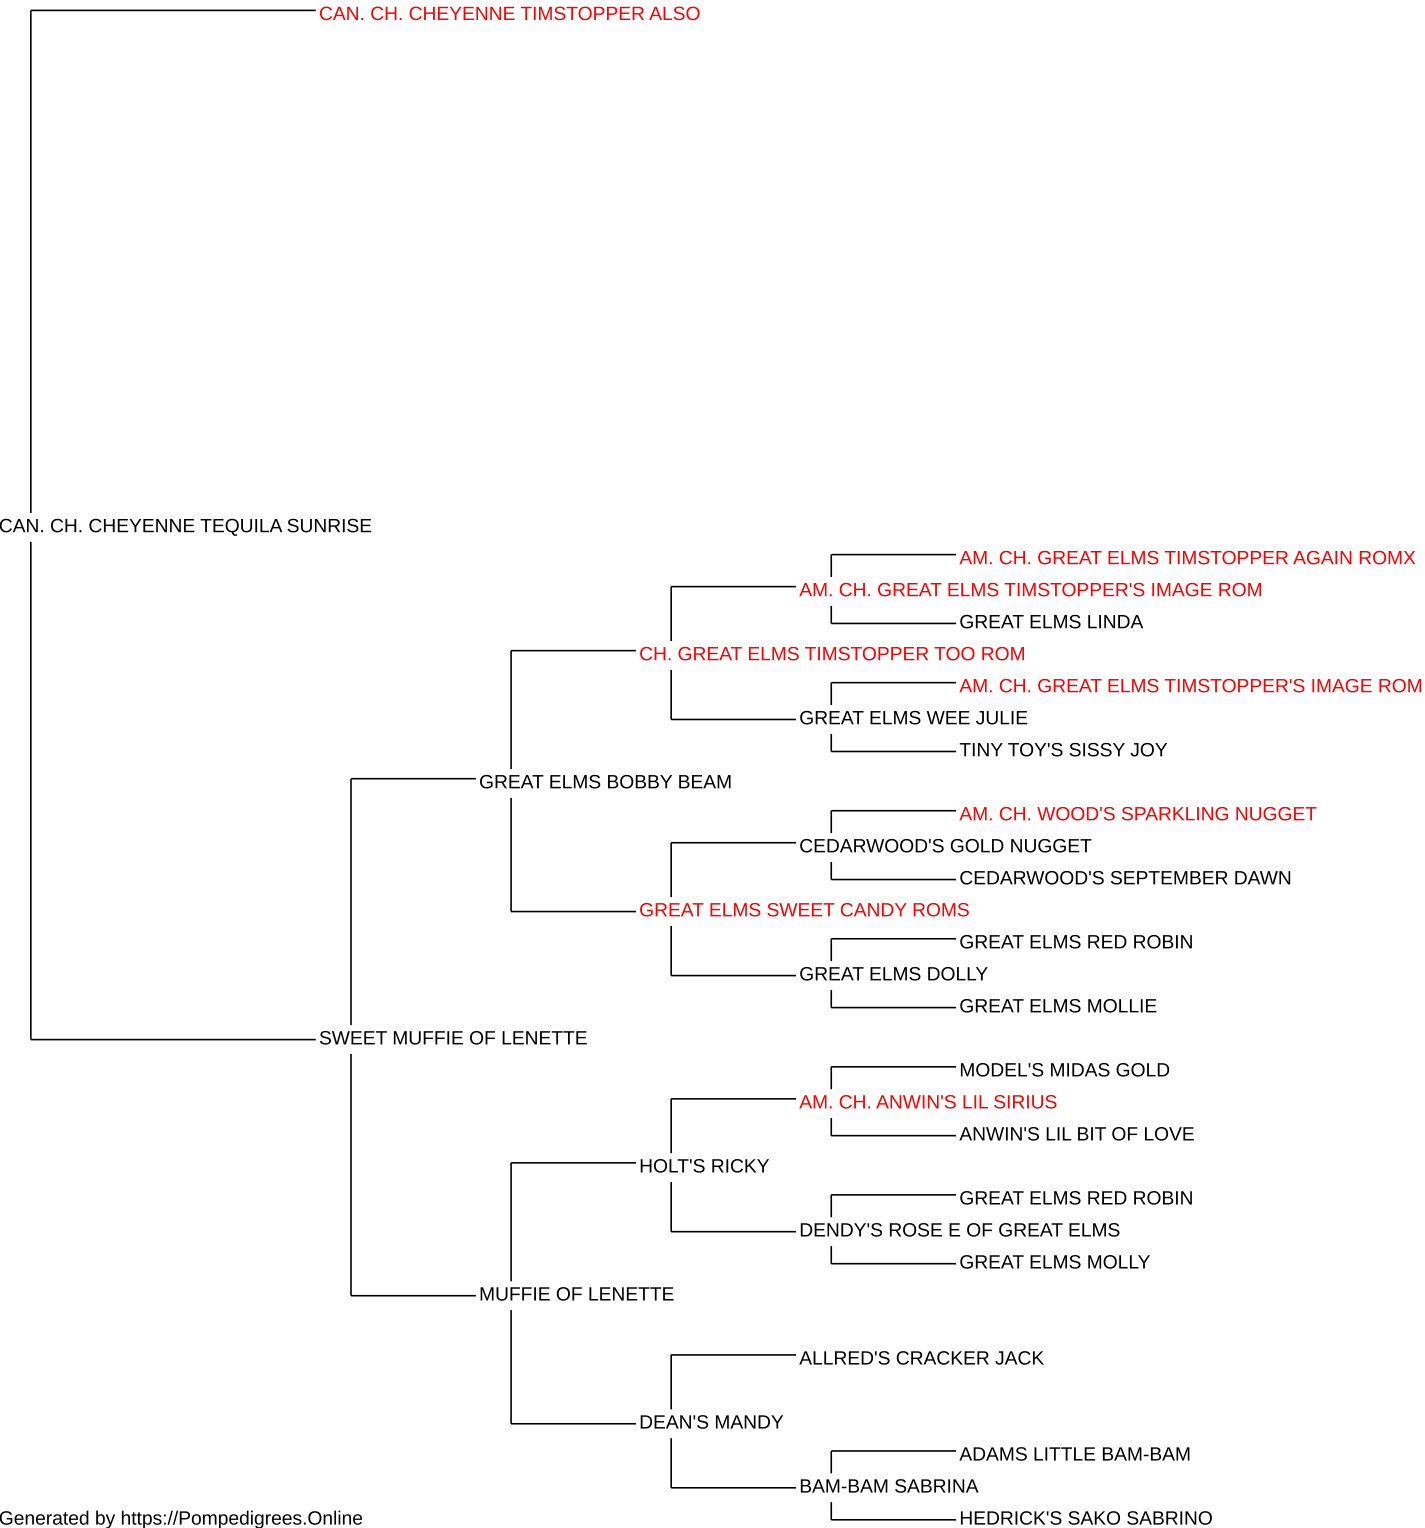 CAN. CH. CHEYENNE TIMSTOPPER ALSO
CAN. CH. CHEYENNE TEQUILA SUNRISE
AM. CH. GREAT ELMS TIMSTOPPER AGAIN ROMX
AM. CH. GREAT ELMS TIMSTOPPER'S IMAGE ROM
GREAT ELMS LINDA
CH. GREAT ELMS TIMSTOPPER TOO ROM
AM. CH. GREAT ELMS TIMSTOPPER'S IMAGE ROM
GREAT ELMS WEE JULIE
TINY TOY'S SISSY JOY
GREAT ELMS BOBBY BEAM
AM. CH. WOOD'S SPARKLING NUGGET
CEDARWOOD'S GOLD NUGGET
CEDARWOOD'S SEPTEMBER DAWN
GREAT ELMS SWEET CANDY ROMS
GREAT ELMS RED ROBIN
GREAT ELMS DOLLY
GREAT ELMS MOLLIE
SWEET MUFFIE OF LENETTE
MODEL'S MIDAS GOLD
AM. CH. ANWIN'S LIL SIRIUS
ANWIN'S LIL BIT OF LOVE
HOLT'S RICKY
GREAT ELMS RED ROBIN
DENDY'S ROSE E OF GREAT ELMS
GREAT ELMS MOLLY
MUFFIE OF LENETTE
ALLRED'S CRACKER JACK
DEAN'S MANDY
ADAMS LITTLE BAM-BAM
BAM-BAM SABRINA
HEDRICK'S SAKO SABRINO
Generated by https://Pompedigrees.Online